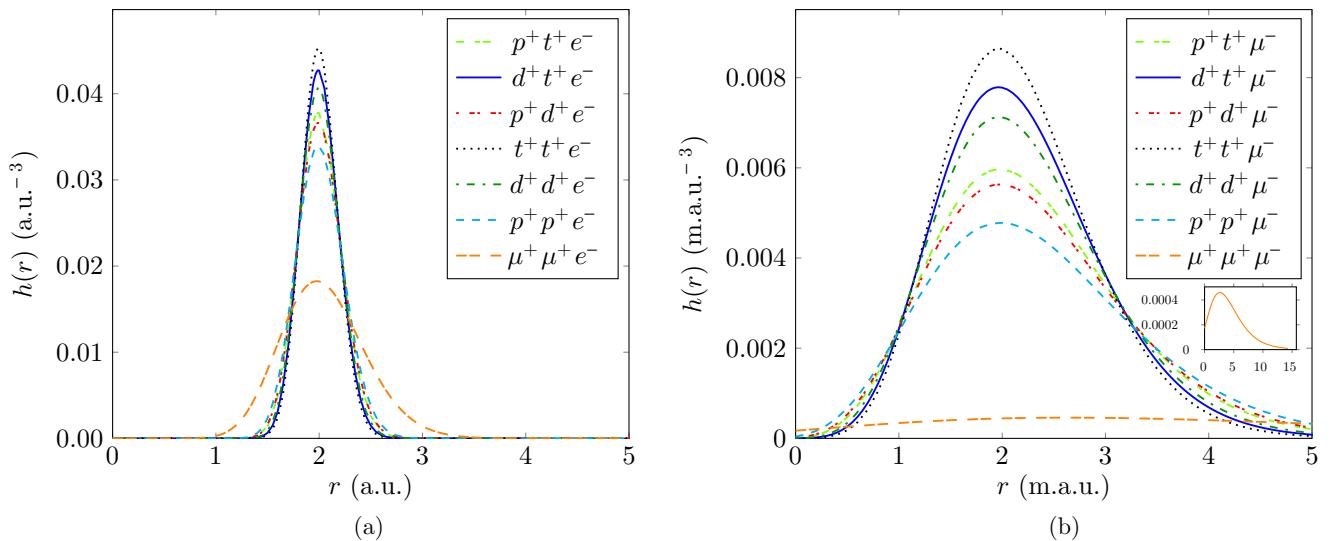 p⁺t⁺e⁻
d⁺t⁺e⁻
p⁺d⁺e⁻
t⁺t⁺e⁻
d⁺d⁺e⁻
p⁺p⁺e⁻
μ⁺μ⁺e⁻
0.04
0.03
0.02
0.01
0.00
h(r) (a.u.⁻³)
0 1 2 3 4 5
r (a.u.)
(a)
p⁺t⁺μ⁻
d⁺t⁺μ⁻
p⁺d⁺μ⁻
t⁺t⁺μ⁻
d⁺d⁺μ⁻
p⁺p⁺μ⁻
μ⁺μ⁺μ⁻
0.008
0.006
0.004
0.002
0
h(r) (m.a.u.⁻³)
0.0004
0.0002
0
0 5 10 15
0 1 2 3 4 5
r (m.a.u.)
(b)